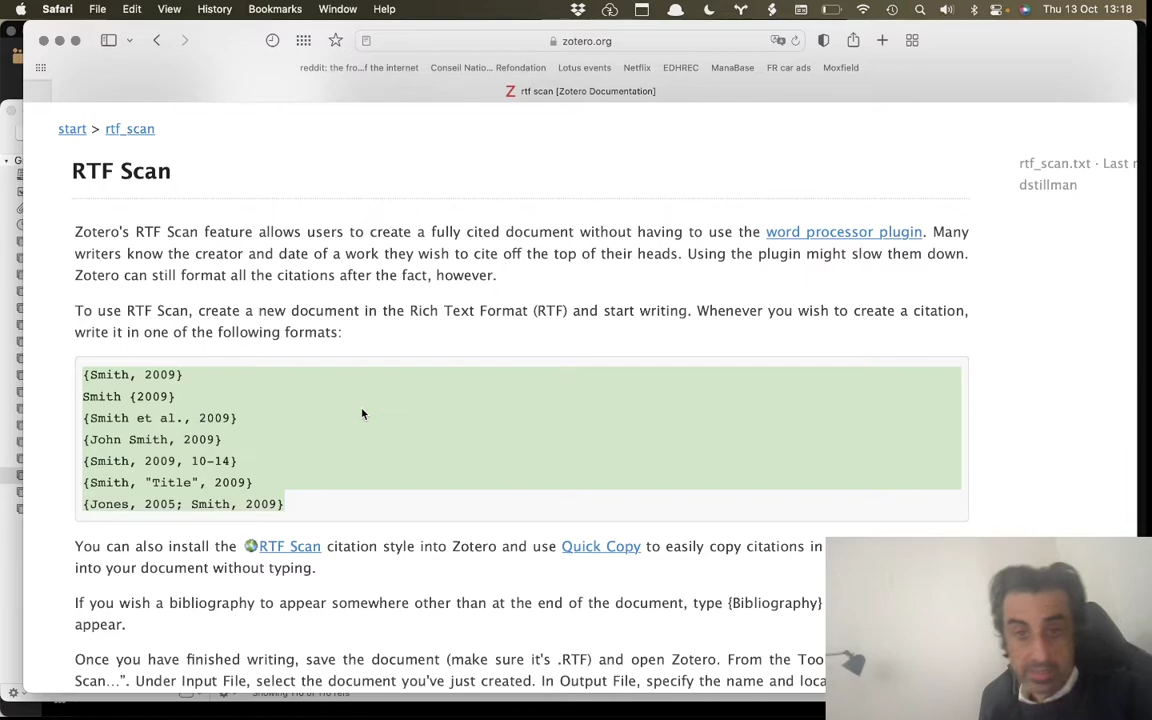 Safari File Edit View History Bookmarks Window Help Thu 13 Oct 13:18
zotero.org
reddit: the fro...f the internet Conseil Natio... Refondation Lotus events Netflix EDHREC ManaBase FR car ads Moxfield
Z rtf scan [Zotero Documentation]
start > rtf_scan
rtf_scan.txt · Last
dstillman
RTF Scan
Zotero's RTF Scan feature allows users to create a fully cited document without having to use the word processor plugin. Many
writers know the creator and date of a work they wish to cite off the top of their heads. Using the plugin might slow them down.
Zotero can still format all the citations after the fact, however.
To use RTF Scan, create a new document in the Rich Text Format (RTF) and start writing. Whenever you wish to create a citation,
write it in one of the following formats:
{Smith, 2009}
Smith {2009}
{Smith et al., 2009}
{John Smith, 2009}
{Smith, 2009, 10-14}
{Smith, "Title", 2009}
{Jones, 2005; Smith, 2009}
You can also install the RTF Scan citation style into Zotero and use Quick Copy to easily copy citations in
into your document without typing.
If you wish a bibliography to appear somewhere other than at the end of the document, type {Bibliography}
appear.
Once you have finished writing, save the document (make sure it's .RTF) and open Zotero. From the Too
Scan...". Under Input File, select the document you've just created. In Output File, specify the name and loca